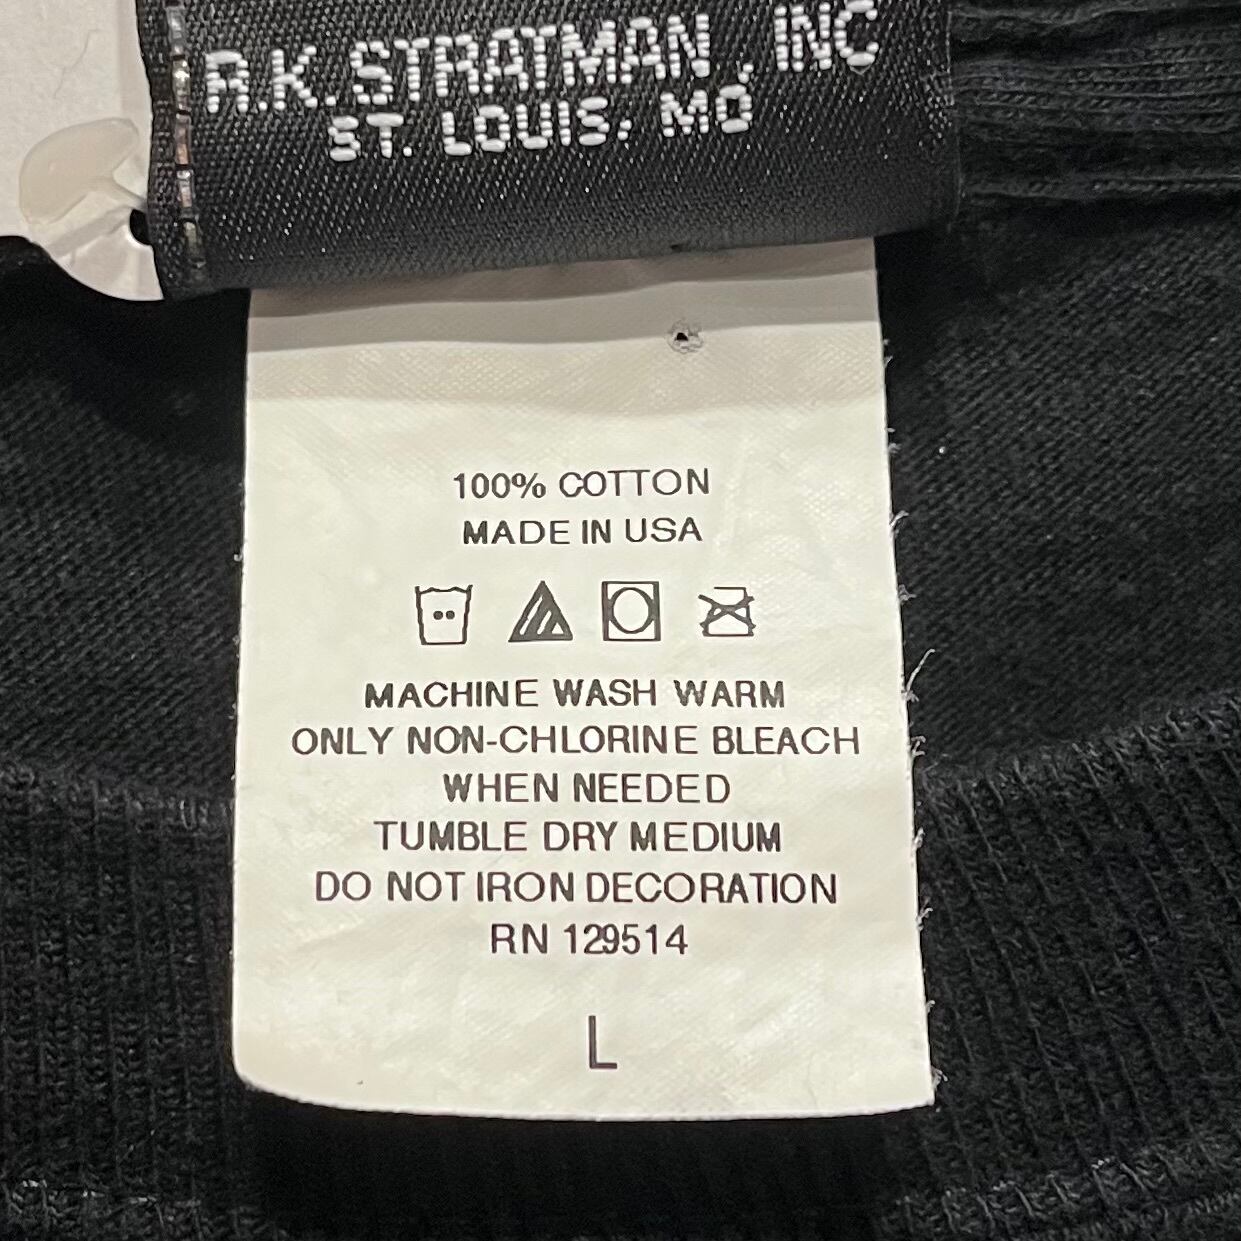 R.K. STRATMAN, INC
ST. LOUIS, MO
100% COTTON
MADE IN USA
MACHINE WASH WARM
ONLY NON-CHLORINE BLEACH
WHEN NEEDED
TUMBLE DRY MEDIUM
DO NOT IRON DECORATION
RN 129514
L